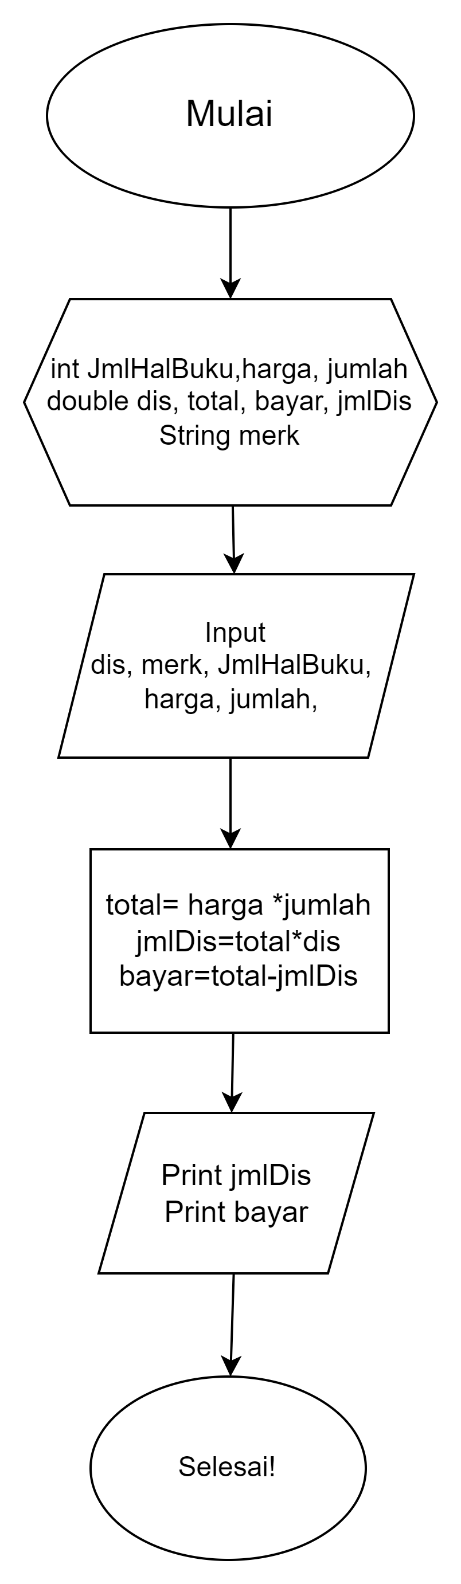 Mulai
int JmlHalBuku,harga, jumlah
double dis, total, bayar, jmlDis
String merk
Input
dis, merk, JmlHalBuku,
harga, jumlah,
total= harga *jumlah
jmlDis=total*dis
bayar=total-jmlDis
Print jmlDis
Print bayar
Selesai!